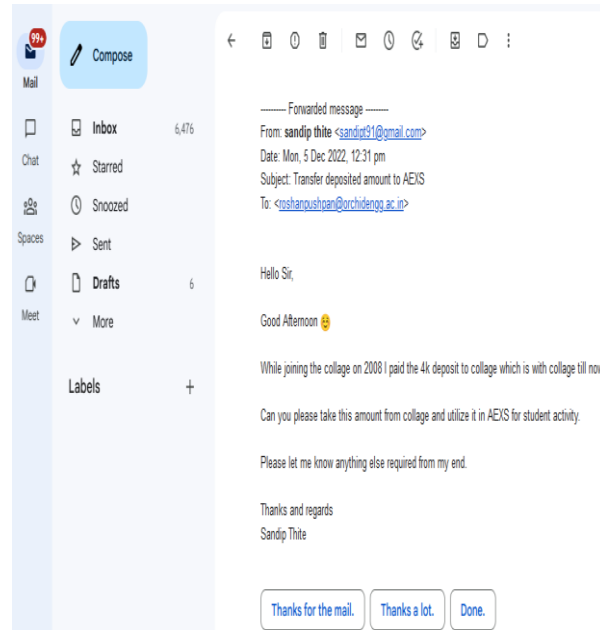 99+
Mail
Chat
Spaces
Meet
Compose
Inbox 6,476
Starred
Snoozed
Sent
Drafts 6
More
Labels +
---------- Forwarded message ----------
From: sandip thite <sandipt91@gmail.com>
Date: Mon, 5 Dec 2022, 12:31 pm
Subject: Transfer deposited amount to AEXS
To: <roshanpushpan@orchidengg.ac.in>
Hello Sir,
Good Afternoon 😊
While joining the collage on 2008 I paid the 4k deposit to collage which is with collage till now
Can you please take this amount from collage and utilize it in AEXS for student activity.
Please let me know anything else required from my end.
Thanks and regards
Sandip Thite
Thanks for the mail.
Thanks a lot.
Done.